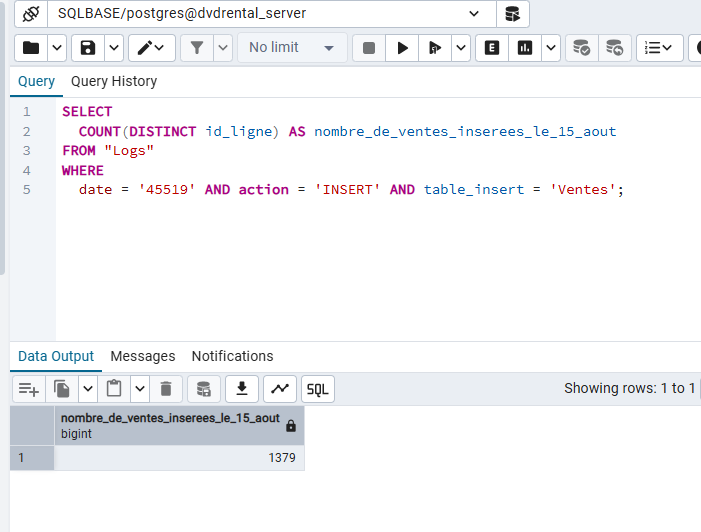 SQLBASE/postgres@dvdrental_server
No limit
E
Query Query History
1 SELECT
2 COUNT(DISTINCT id_ligne) AS nombre_de_ventes_inserees_le_15_aout
3 FROM "Logs"
4 WHERE
5 date = '45519' AND action = 'INSERT' AND table_insert = 'Ventes';
Data Output Messages Notifications
SQL Showing rows: 1 to 1
nombre_de_ventes_inserees_le_15_aout
bigint
1 1379